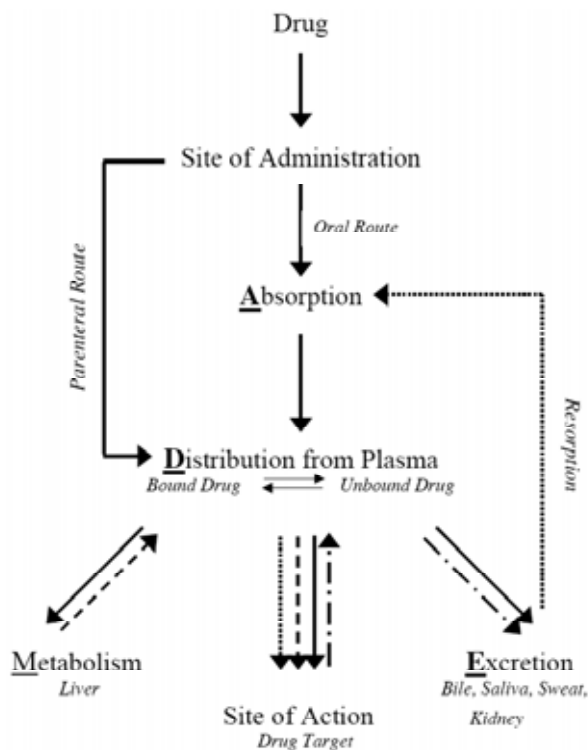 Drug
Site of Administration
Oral Route
Parenteral Route
Absorption
Resorption
Distribution from Plasma
Bound Drug Unbound Drug
Metabolism
Liver
Excretion
Bile, Saliva, Sweat,
Kidney
Site of Action
Drug Target